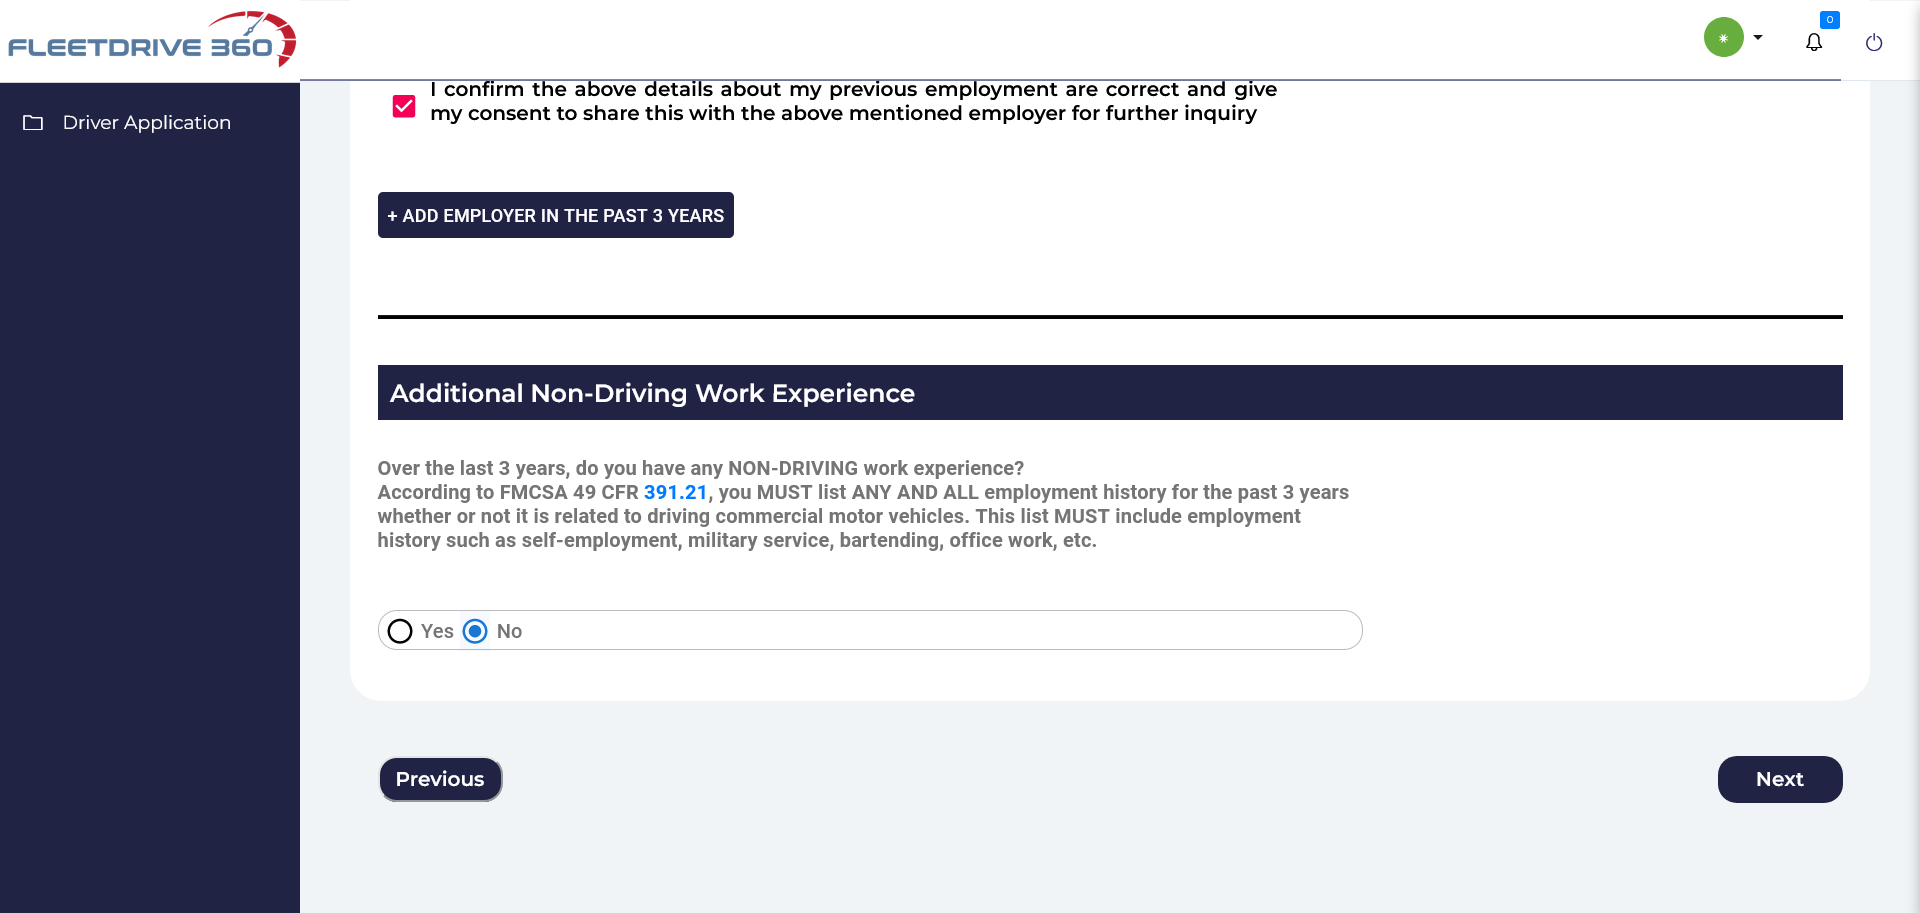 FLEETDRIVE 360
0
Driver Application
I confirm the above details about my previous employment are correct and give
my consent to share this with the above mentioned employer for further inquiry
+ ADD EMPLOYER IN THE PAST 3 YEARS
Additional Non-Driving Work Experience
Over the last 3 years, do you have any NON-DRIVING work experience?
According to FMCSA 49 CFR 391.21, you MUST list ANY AND ALL employment history for the past 3 years
whether or not it is related to driving commercial motor vehicles. This list MUST include employment
history such as self-employment, military service, bartending, office work, etc.
Yes No
Previous
Next